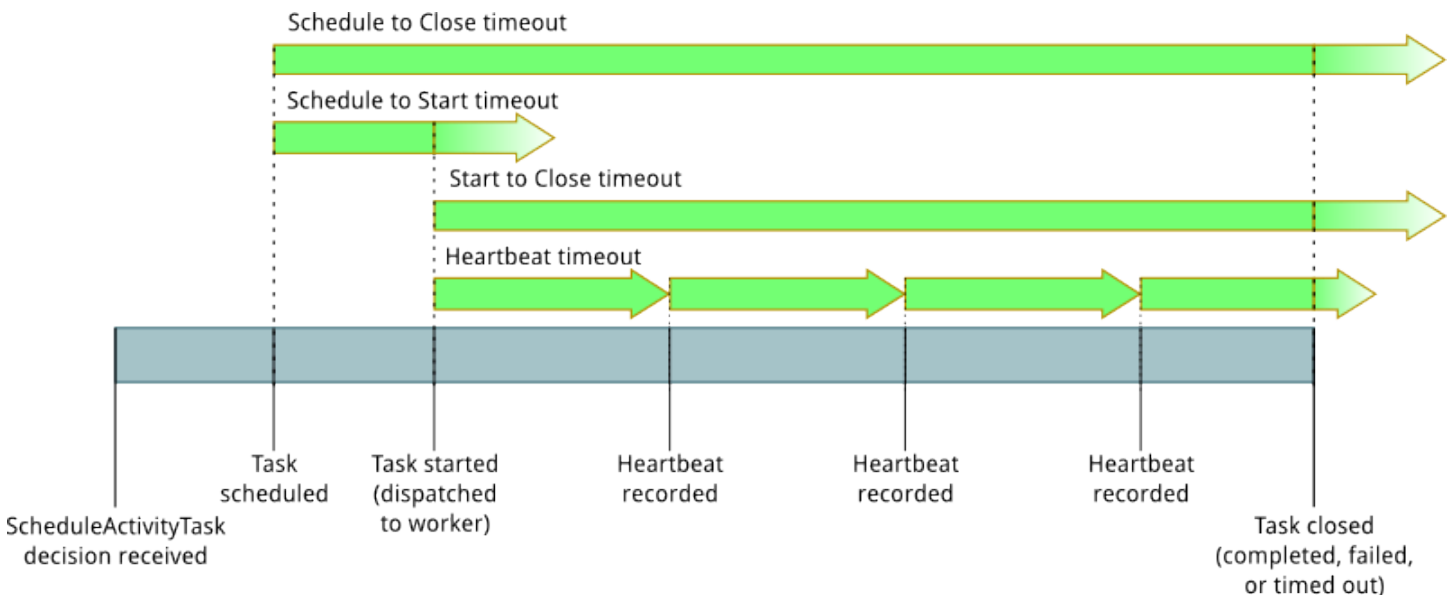 Schedule to Close timeout
Schedule to Start timeout
Start to Close timeout
Heartbeat timeout
Task
scheduled
Task started
(dispatched
to worker)
Heartbeat
recorded
Heartbeat
recorded
Heartbeat
recorded
ScheduleActivityTask
decision received
Task closed
(completed, failed,
or timed out)